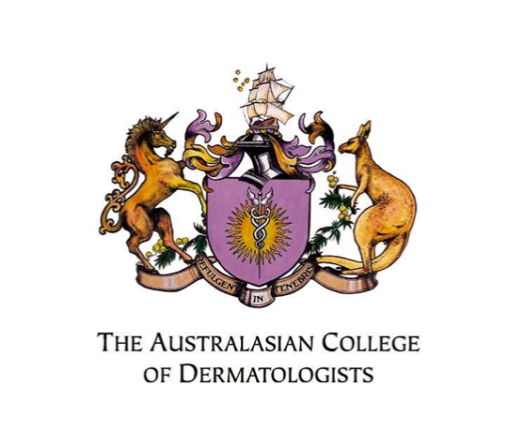 REFULGENT IN TENEBRIS
THE AUSTRALASIAN COLLEGE
OF DERMATOLOGISTS